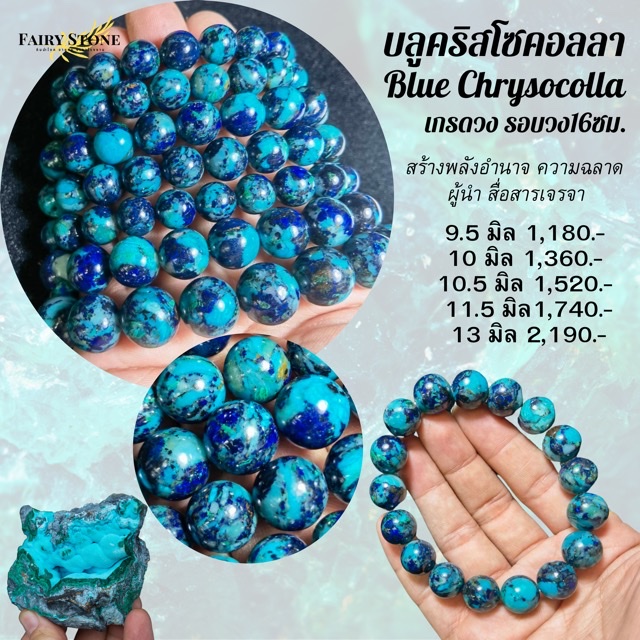 FAIRY STONE
บลูคริสโซคอลลา
Blue Chrysocolla
เกรดวง รอบวง16ซม.
สร้างพลังอำนาจ ความฉลาด
ผู้นำ สื่อสารเจรจา
9.5 มิล 1,180.-
10 มิล 1,360.-
10.5 มิล 1,520.-
11.5 มิล1,740.-
13 มิล 2,190.-